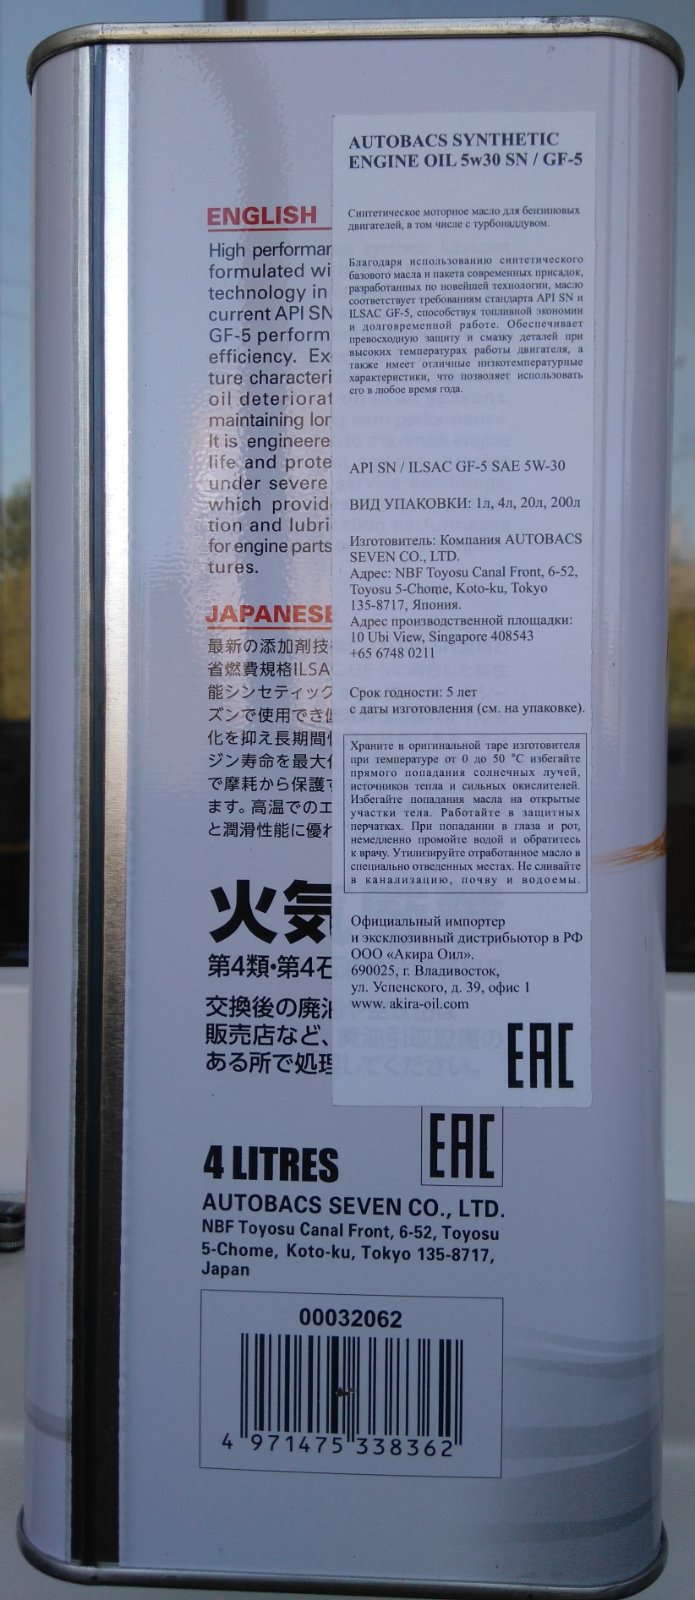 AUTOBACS SYNTHETIC
ENGINE OIL 5w30 SN / GF-5
Синтетическое моторное масло для бензиновых
двигателей, в том числе с турбонаддувом.
Благодаря использованию синтетического
базового масла и пакета современных присадок,
разработанных по новейшей технологии, масло
соответствует требованиям стандарта API SN и
ILSAC GF-5, способствуя топливной экономии
и долговременной работе. Обеспечивает
превосходную защиту и смазку деталей при
высоких температурах работы двигателя, а
также имеет отличные низкотемпературные
характеристики, что позволяет использовать
его в любое время года.
API SN / ILSAC GF-5 SAE 5W-30
ВИД УПАКОВКИ: 1л, 4л, 20л, 200л
Изготовитель: Компания AUTOBACS
SEVEN CO., LTD.
Адрес: NBF Toyosu Canal Front, 6-52,
Toyosu 5-Chome, Koto-ku, Tokyo
135-8717, Япония.
Адрес производственной площадки:
10 Ubi View, Singapore 408543
+65 6748 0211
Срок годности: 5 лет
с даты изготовления (см. на упаковке).
Храните в оригинальной таре изготовителя
при температуре от 0 до 50 °C избегайте
прямого попадания солнечных лучей,
источников тепла и сильных окислителей.
Избегайте попадания масла на открытые
участки тела. Работайте в защитных
перчатках. При попадании в глаза и рот,
немедленно промойте водой и обратитесь
к врачу. Утилизируйте отработанное масло в
специально отведенных местах. Не сливайте
в канализацию, почву и водоемы.
Официальный импортер
и эксклюзивный дистрибьютор в РФ
ООО «Акира Оил».
690025, г. Владивосток,
ул. Успенского, д. 39, офис 1
www. akira-oil.com
EAC
ENGLISH
High performan
formulated wi
technology in
current API SN
GF-5 perform
efficiency. Ex
ture characteri
oil deteriorat
maintaining lon
It is engineere
life and prote
under severe
which provid
tion and lubri
for engine parts
tures.
JAPANESE
最新の添加剤技
省燃費規格ILSAC
能シンセティック
ズンで使用でき
化を抑え長期間
ジン寿命を最大
で摩耗から保護す
ます。高温でのエ
と潤滑性能に優れ
火気
第4類・第4石
交換後の廃油
販売店など、廃油引取設備の
ある所で処理してください。
EAC
4 LITRES
AUTOBACS SEVEN CO., LTD.
NBF Toyosu Canal Front, 6-52, Toyosu
5-Chome, Koto-ku, Tokyo 135-8717,
Japan
00032062
4 971475 338362